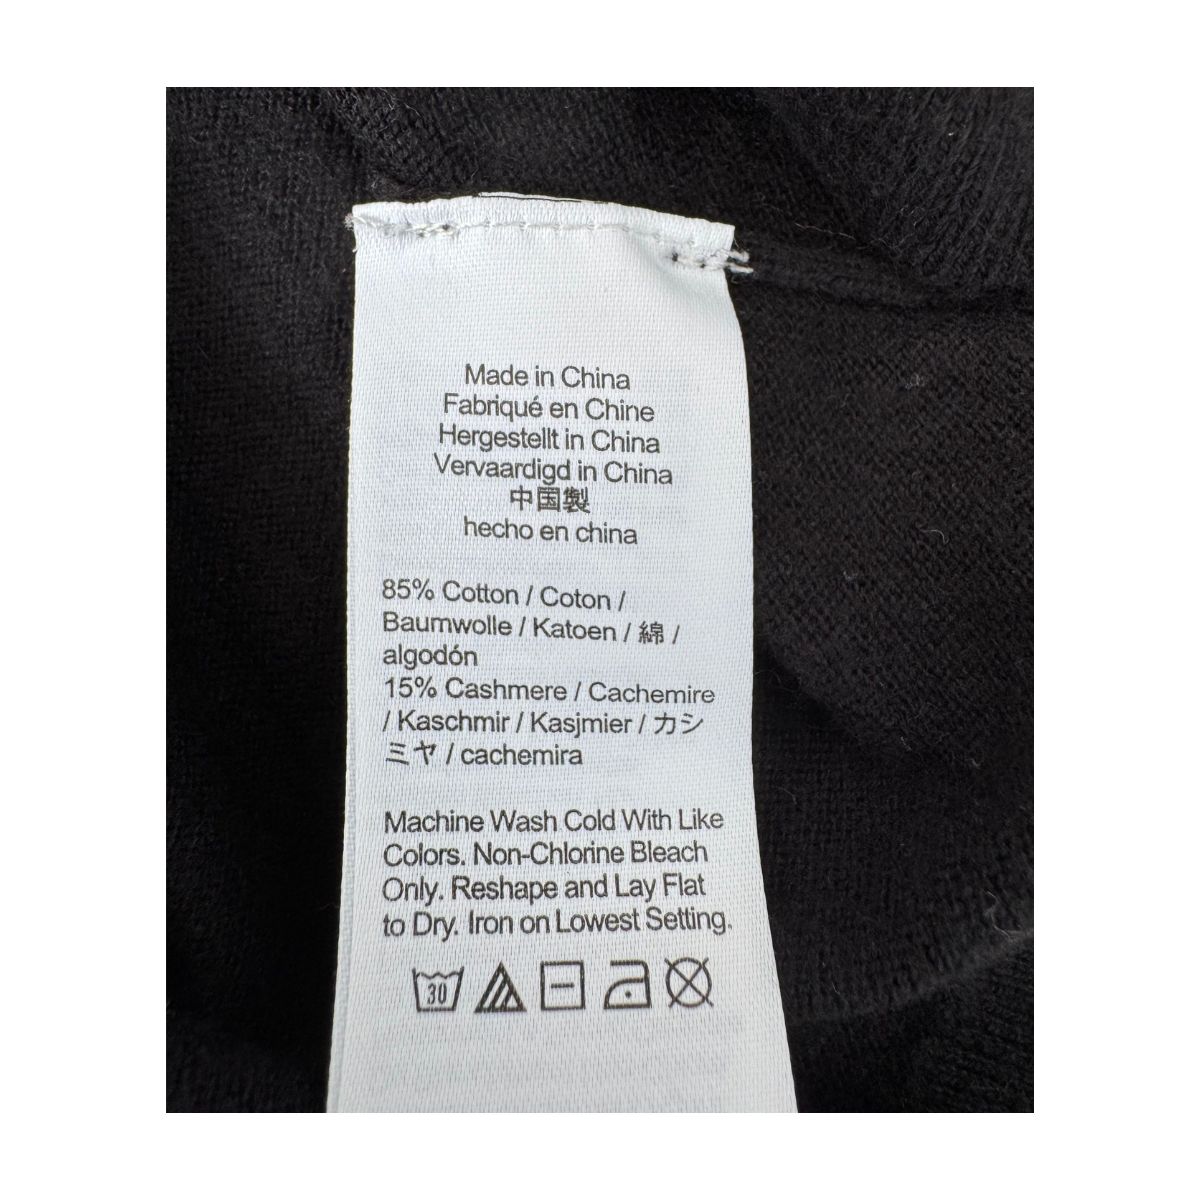 Made in China
Fabriqué en Chine
Hergestellt in China
Vervaardigd in China
中国製
hecho en china
85% Cotton / Coton /
Baumwolle / Katoen / 綿 /
algodón
15% Cashmere / Cachemire
/ Kaschmir / Kasjmier / カシ
ミヤ / cachemira
Machine Wash Cold With Like
Colors. Non-Chlorine Bleach
Only. Reshape and Lay Flat
to Dry. Iron on Lowest Setting.
30